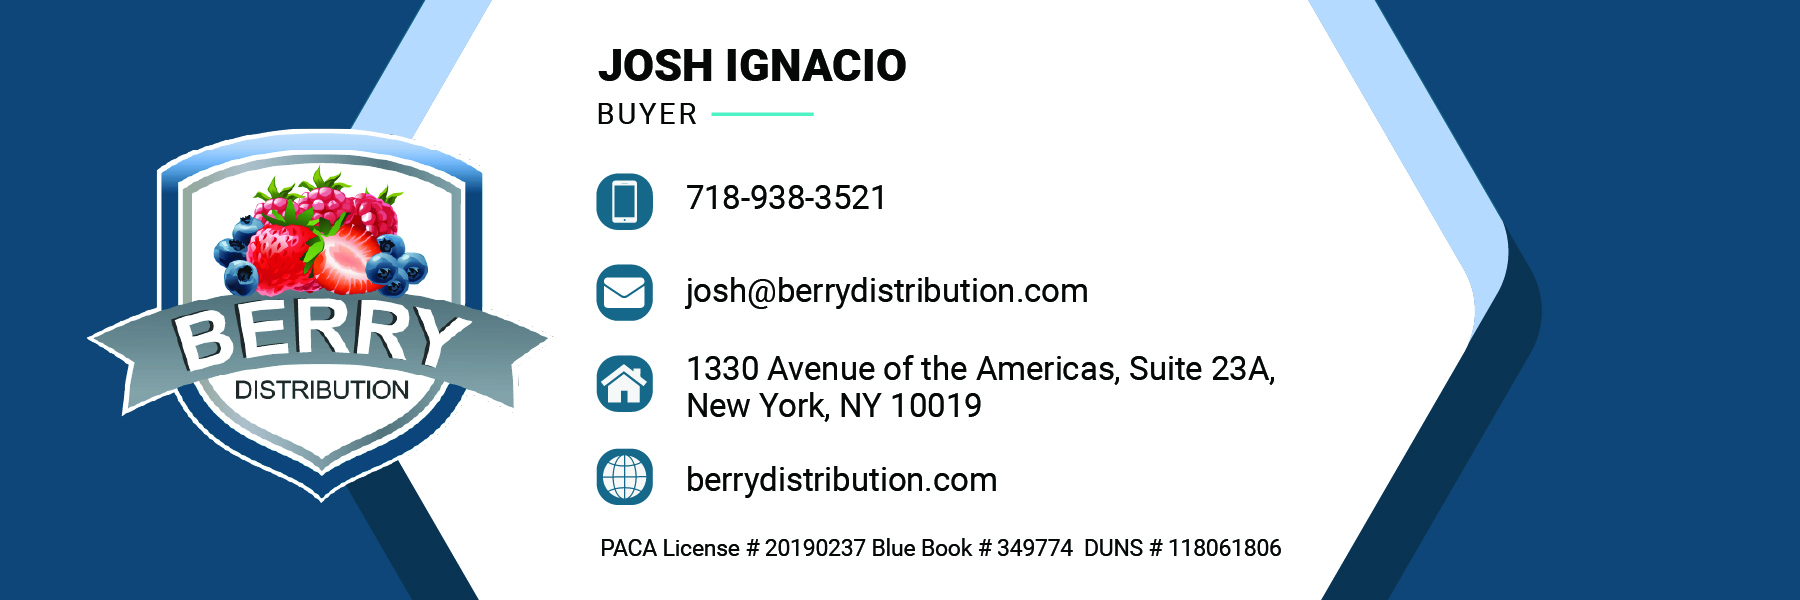 JOSH IGNACIO
BUYER
718-938-3521
josh@berrydistribution.com
1330 Avenue of the Americas, Suite 23A,
New York, NY 10019
berrydistribution.com
PACA License # 20190237 Blue Book # 349774 DUNS # 118061806
BERRY
DISTRIBUTION